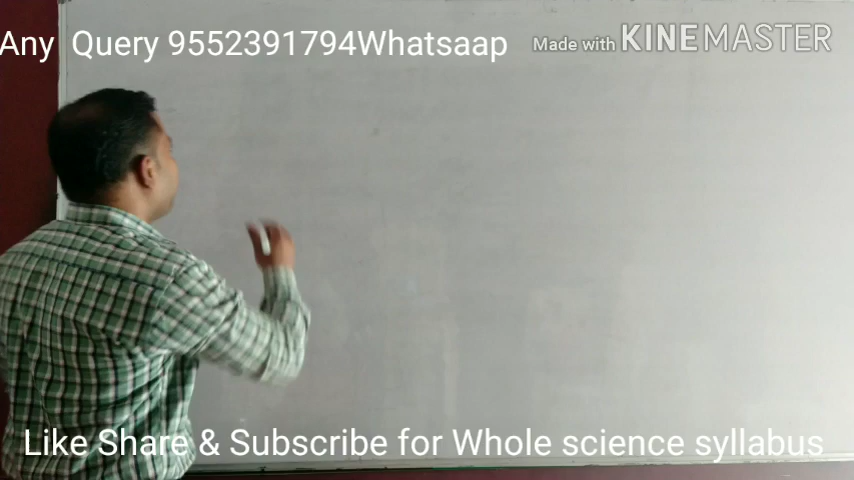 Any Query 9552391794Whatsaap
Made with KINEMASTER
Like Share & Subscribe for Whole science syllabus